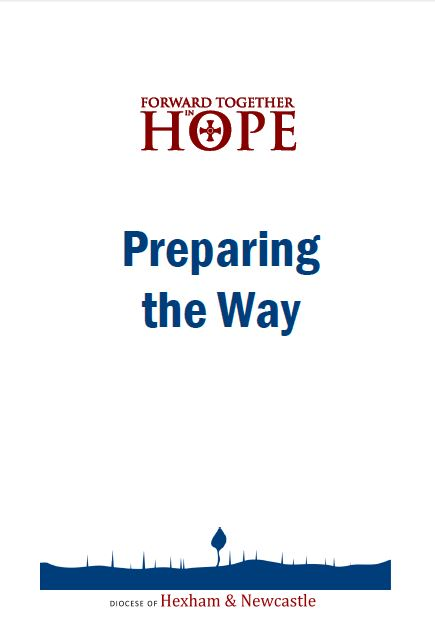 FORWARD TOGETHER
IN
HOPE
Preparing
the Way
DIOCESE OF Hexham & Newcastle